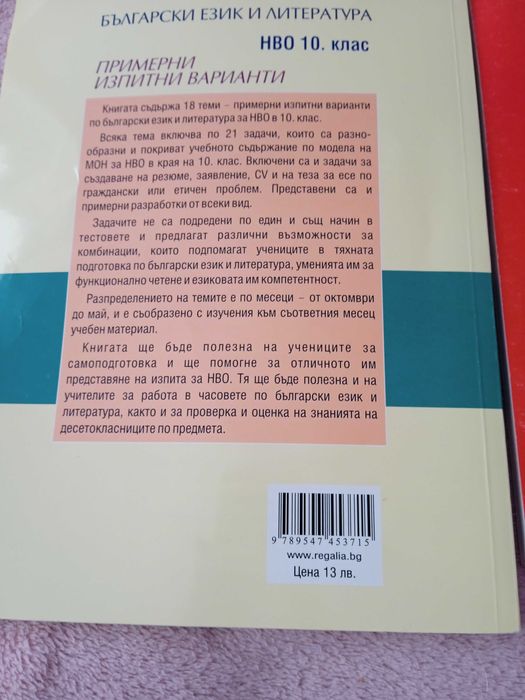 БЪЛГАРСКИ ЕЗИК И ЛИТЕРАТУРА
НВО 10. клас
ПРИМЕРНИ
ИЗПИТНИ ВАРИАНТИ
Книгата съдържа 18 теми – примерни изпитни варианти
по български език и литература за НВО в 10. клас.
Всяка тема включва по 21 задачи, които са разно-
образни и покриват учебното съдържание по модела на
МОН за НВО в края на 10. клас. Включени са и задачи за
създаване на резюме, заявление, CV и на теза за есе по
граждански или етичен проблем. Представени са и
примерни разработки от всеки вид.
Задачите не са подредени по един и същ начин в
тестовете и предлагат различни възможности за
комбинации, които подпомагат учениците в тяхната
подготовка по български език и литература, уменията им за
функционално четене и езиковата им компетентност.
Разпределението на темите е по месеци – от октомври
до май, и е съобразено с изучения към съответния месец
учебен материал.
Книгата ще бъде полезна на учениците за
самоподготовка и ще помогне за отличното им
представяне на изпита за НВО. Тя ще бъде полезна и на
учителите за работа в часовете по български език и
литература, както и за проверка и оценка на знанията на
десетокласниците по предмета.
9 789547 453715
www.regalia.bg
Цена 13 лв.